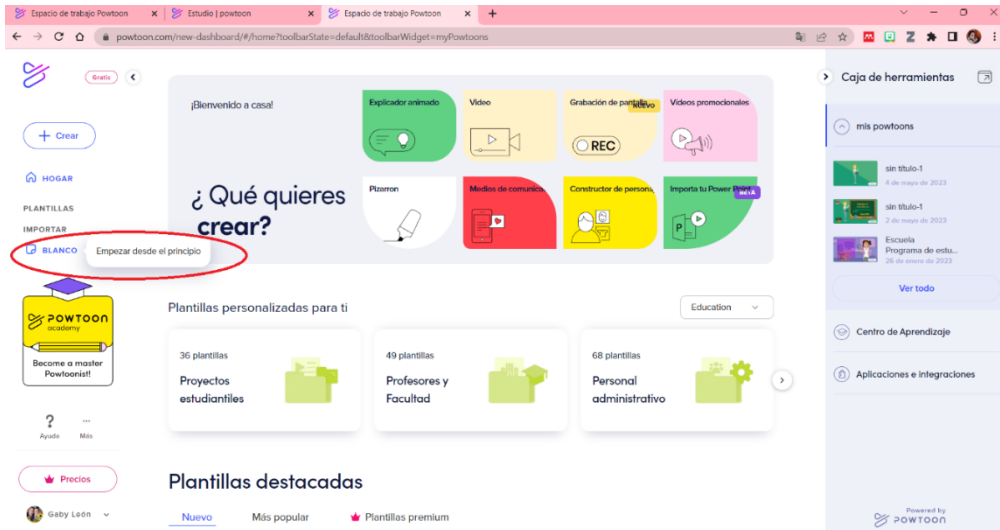 Espacio de trabajo Powtoon
Estudio | powtoon
Espacio de trabajo Powtoon
powtoon.com/new-dashboard/#/home?toolbarState=default&toolbarWidget=myPowtoons
Gratis
+ Crear
HOGAR
PLANTILLAS
IMPORTAR
BLANCO
Empezar desde el principio
POWTOON
academy
Become a master
Powtoonist!
?
...
Ayuda
Más
Precios
Gaby León
¡Bienvenido a casa!
¿ Qué quieres
crear?
Explicador animado
Video
Grabación de pantalla
NUEVO
REC
Videos promocionales
Pizarron
Medios de comunica
Constructor de persona
Importa tu Power Point
BETA
P
Plantillas personalizadas para ti
Education
36 plantillas
Proyectos
estudiantiles
49 plantillas
Profesores y
Facultad
68 plantillas
Personal
administrativo
Plantillas destacadas
Nuevo
Más popular
Plantillas premium
Caja de herramientas
mis powtoons
sin título-1
4 de mayo de 2023
sin título-1
2 de mayo de 2023
Escuela
Programa de estu...
26 de enero de 2023
Ver todo
Centro de Aprendizaje
Aplicaciones e integraciones
Powered by
POWTOON